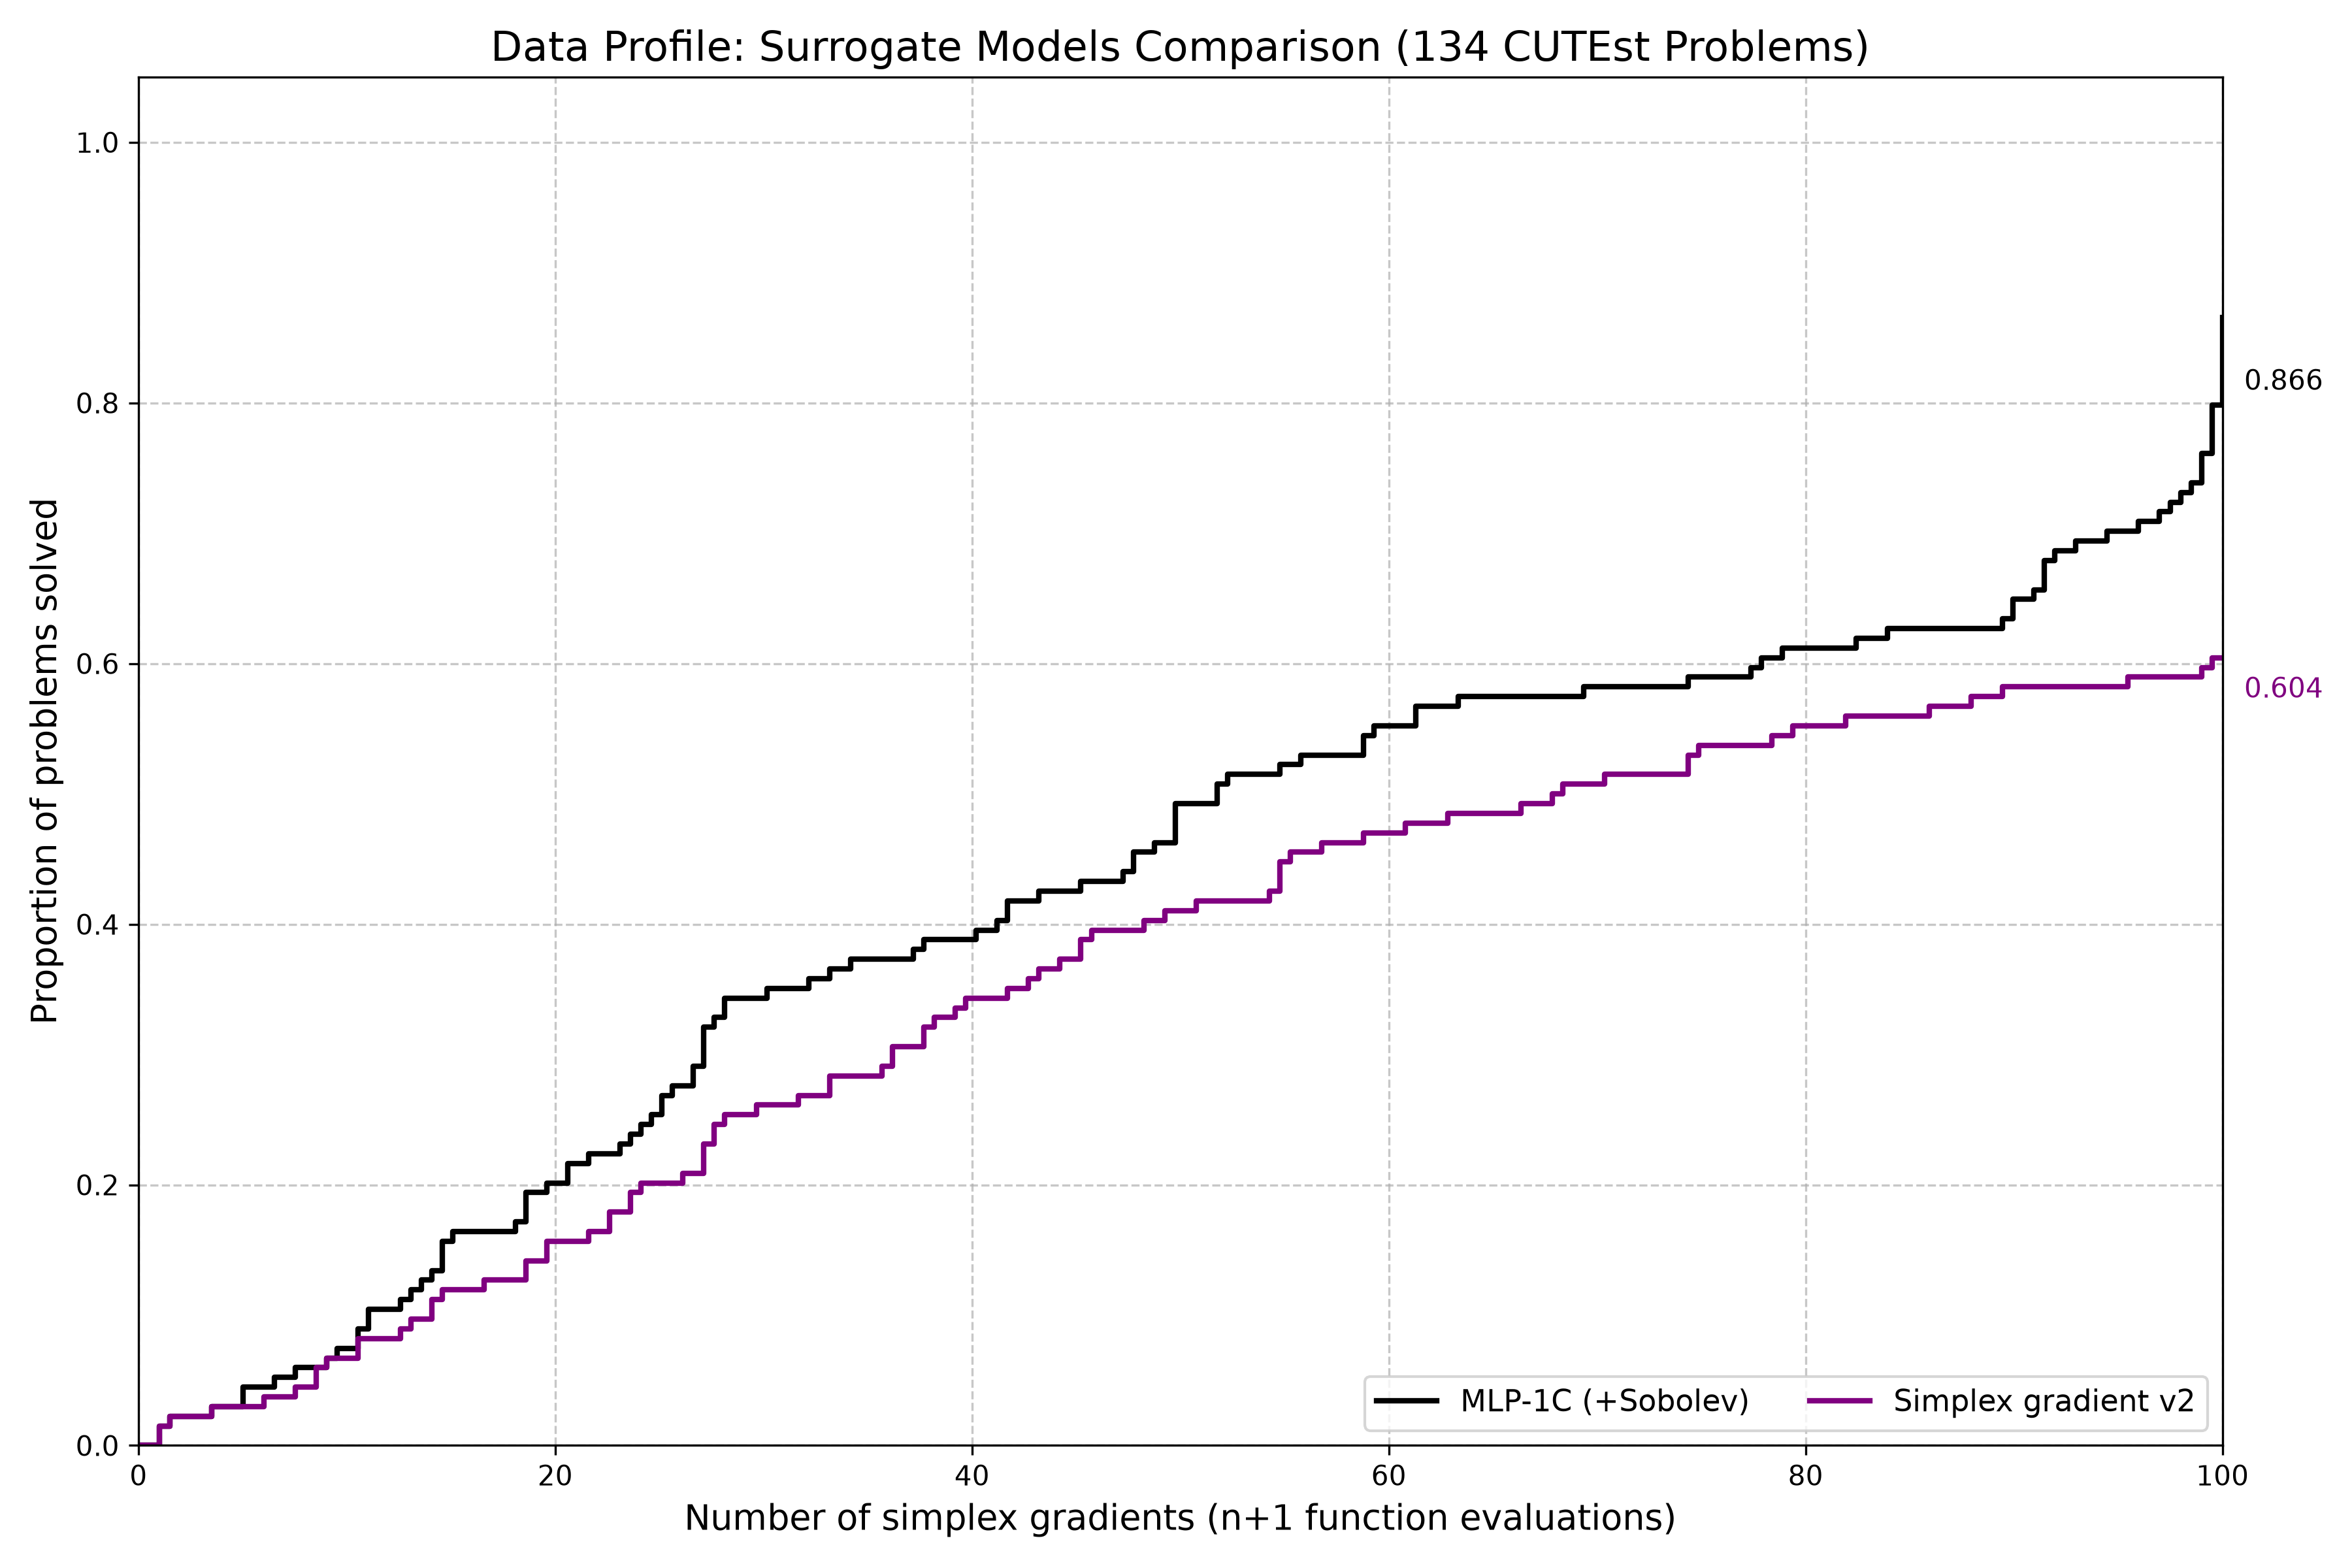 Data Profile: Surrogate Models Comparison (134 CUTEst Problems)
Proportion of problems solved
1.0
0.8
0.6
0.4
0.2
0.0
0.866
0.604
MLP-1C (+Sobolev)
Simplex gradient v2
0 20 40 60 80 100
Number of simplex gradients (n+1 function evaluations)